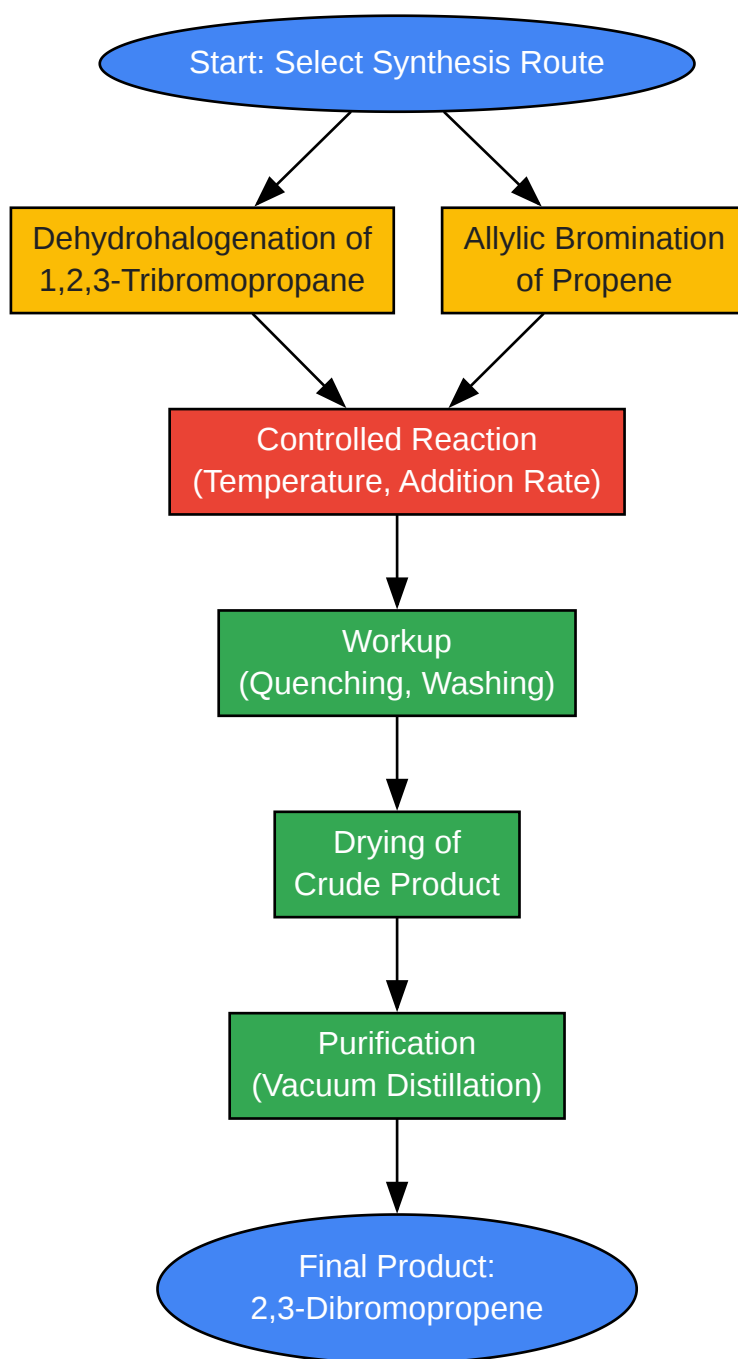 Start: Select Synthesis Route
Dehydrohalogenation of
1,2,3-Tribromopropane
Allylic Bromination
of Propene
Controlled Reaction
(Temperature, Addition Rate)
Workup
(Quenching, Washing)
Drying of
Crude Product
Purification
(Vacuum Distillation)
Final Product:
2,3-Dibromopropene